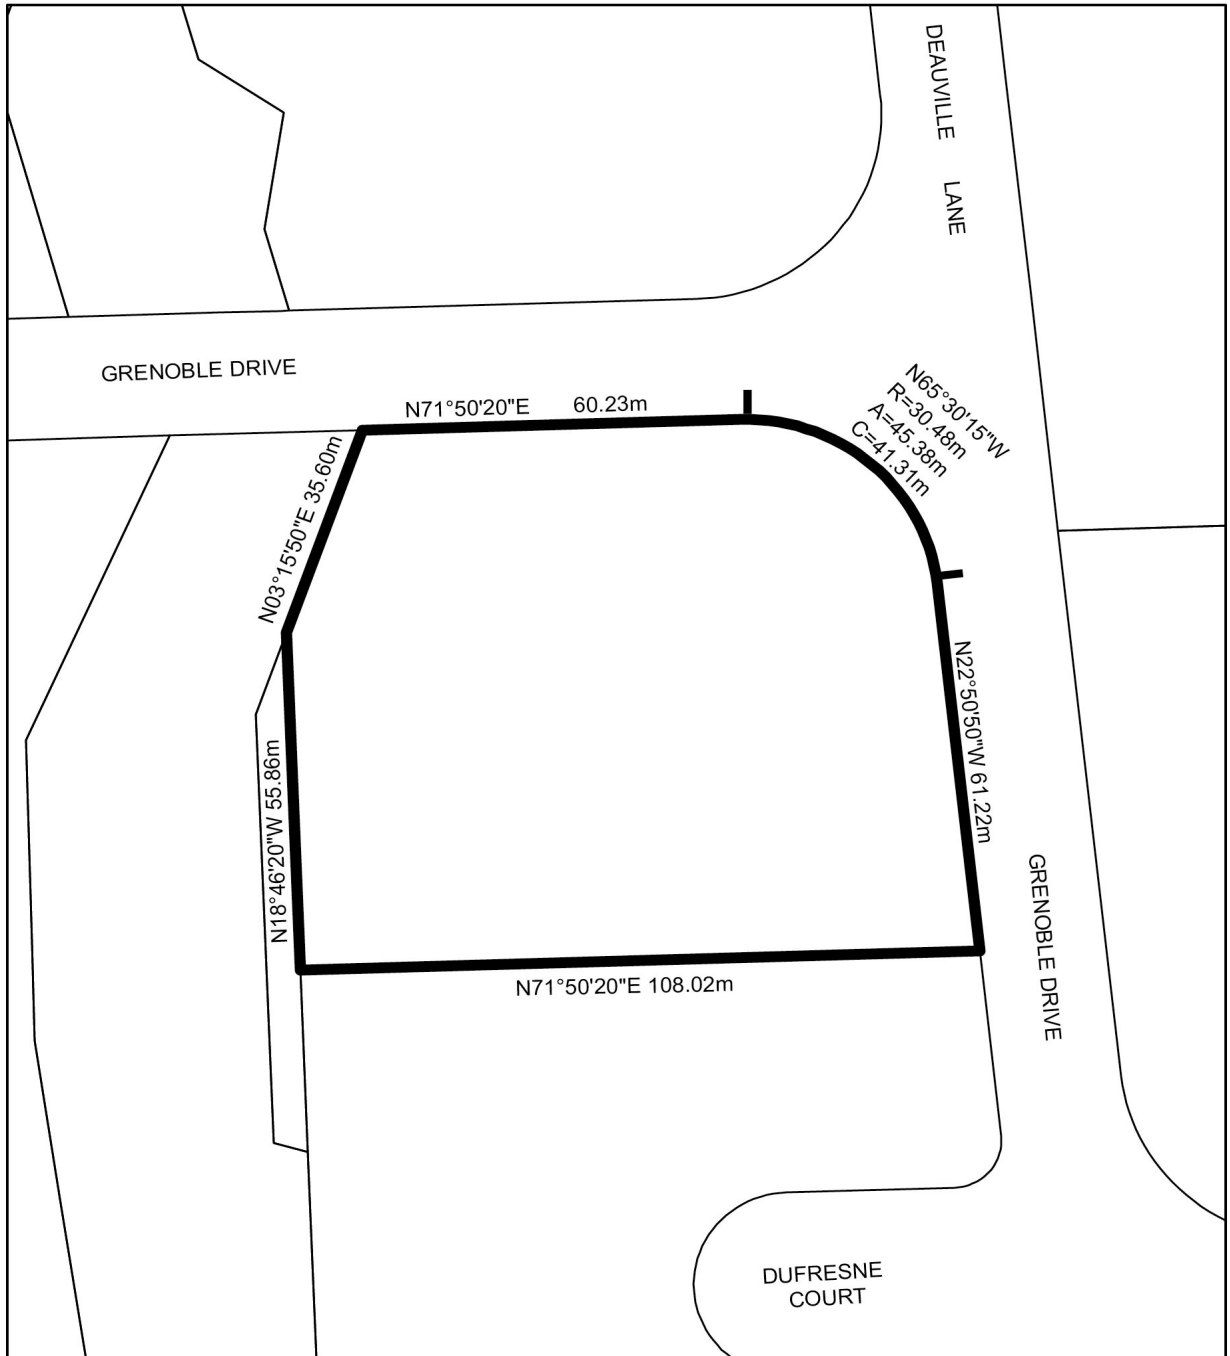 DEAUVILLE LANE
GRENOBLE DRIVE
N71°50'20"E 60.23m
N65°30'15"W
R=30.48m
A=45.38m
C=41.31m
N03°15'50"E 35.60m
N22°50'50"W 61.22m
N18°46'20"W 55.86m
GRENOBLE DRIVE
N71°50'20"E 108.02m
DUFRESNE
COURT